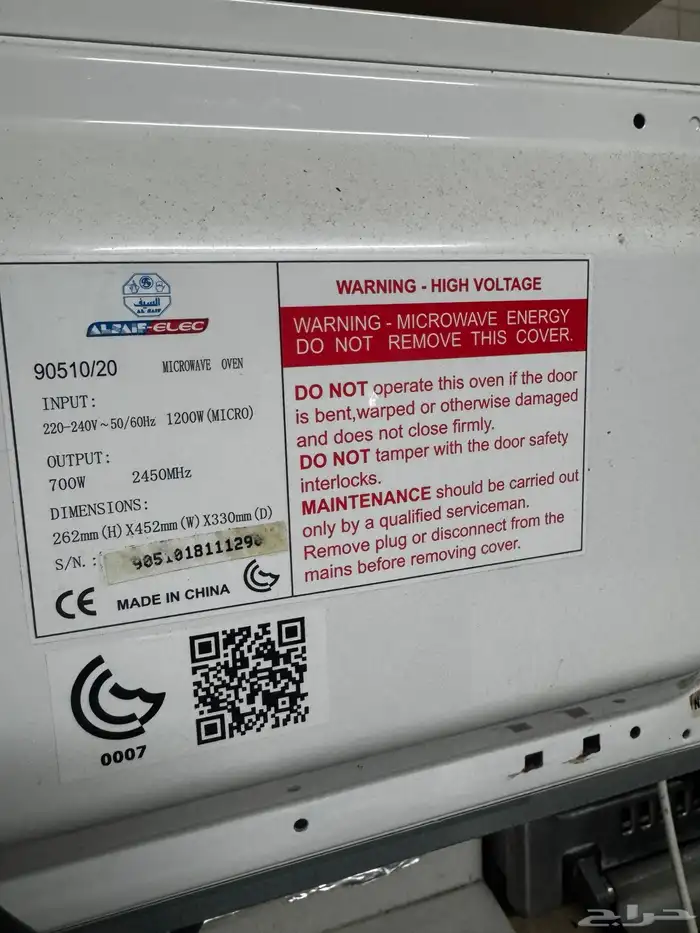 السيف
AL SAIF
ALSAIF-ELEC
90510/20 MICROWAVE OVEN
INPUT:
220-240V~50/60Hz 1200W(MICRO)
OUTPUT:
700W 2450MHz
DIMENSIONS:
262mm(H)X452mm(W)X330mm(D)
S/N.:
CE MADE IN CHINA
WARNING - HIGH VOLTAGE
WARNING - MICROWAVE ENERGY
DO NOT REMOVE THIS COVER.
DO NOT operate this oven if the door
is bent,warped or otherwise damaged
and does not close firmly.
DO NOT tamper with the door safety
interlocks.
MAINTENANCE should be carried out
only by a qualified serviceman.
Remove plug or disconnect from the
mains before removing cover.
0007
حراج